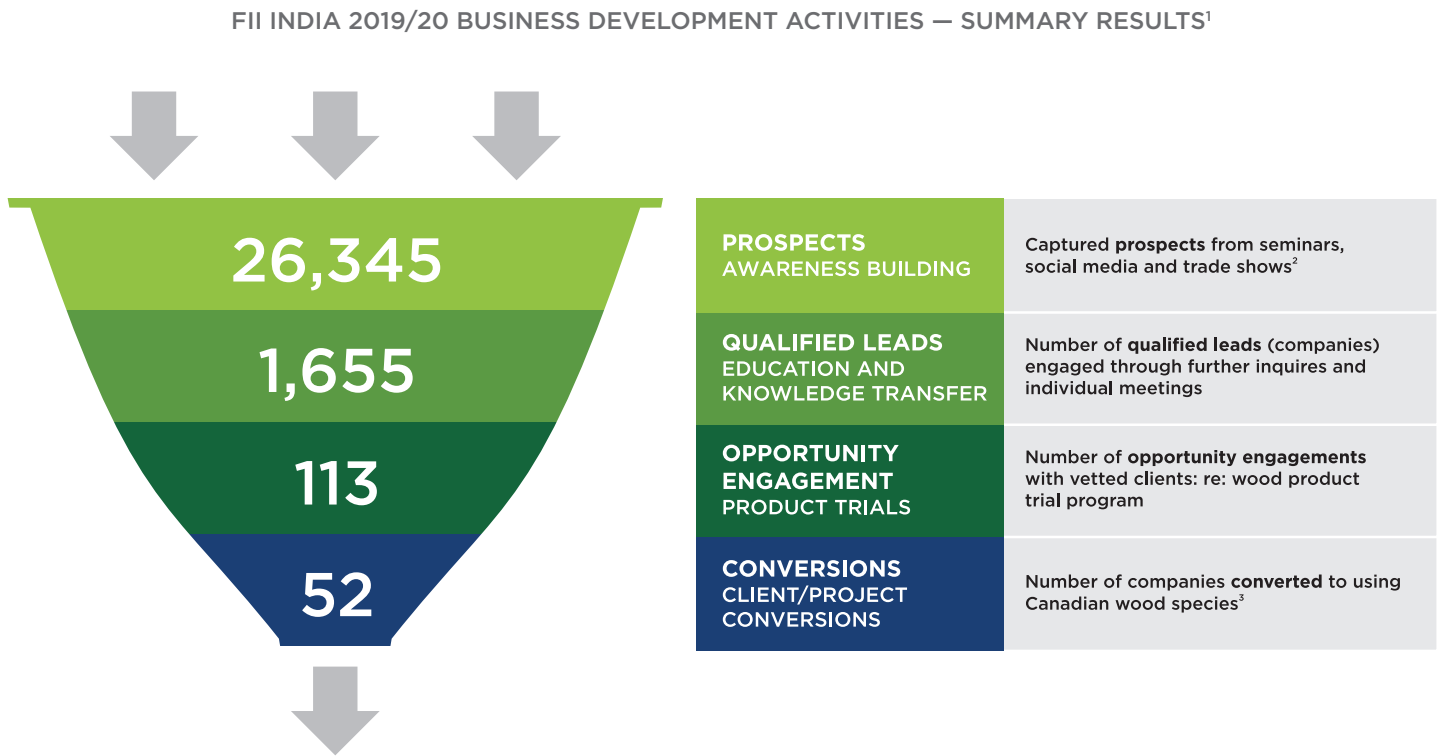 FII INDIA 2019/20 BUSINESS DEVELOPMENT ACTIVITIES — SUMMARY RESULTS¹
26,345
PROSPECTS
AWARENESS BUILDING
Captured prospects from seminars,
social media and trade shows²
1,655
QUALIFIED LEADS
EDUCATION AND
KNOWLEDGE TRANSFER
Number of qualified leads (companies)
engaged through further inquires and
individual meetings
113
OPPORTUNITY
ENGAGEMENT
PRODUCT TRIALS
Number of opportunity engagements
with vetted clients: re: wood product
trial program
52
CONVERSIONS
CLIENT/PROJECT
CONVERSIONS
Number of companies converted to using
Canadian wood species³